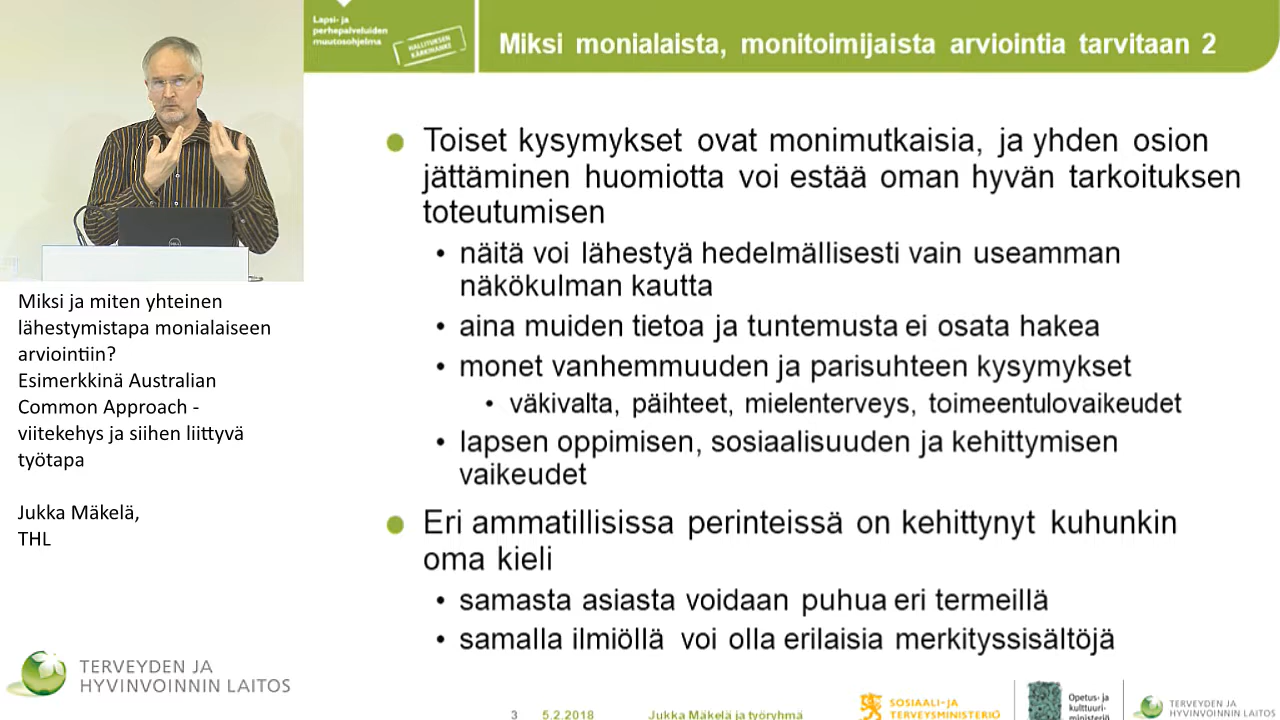 Lapsi- ja
perhepalveluiden
muutosohjelma
HALLITUKSEN
KÄRKIHANKE
Miksi monialaista, monitoimijaista arviointia tarvitaan 2
Toiset kysymykset ovat monimutkaisia, ja yhden osion
jättäminen huomiotta voi estää oman hyvän tarkoituksen
toteutumisen
• näitä voi lähestyä hedelmällisesti vain useamman
näkökulman kautta
• aina muiden tietoa ja tuntemusta ei osata hakea
• monet vanhemmuuden ja parisuhteen kysymykset
• väkivalta, päihteet, mielenterveys, toimeentulovaikeudet
• lapsen oppimisen, sosiaalisuuden ja kehittymisen
vaikeudet
Eri ammatillisissa perinteissä on kehittynyt kuhunkin
oma kieli
• samasta asiasta voidaan puhua eri termeillä
• samalla ilmiöllä voi olla erilaisia merkityssisältöjä
Miksi ja miten yhteinen
lähestymistapa monialaiseen
arviointiin?
Esimerkkinä Australian
Common Approach -
viitekehys ja siihen liittyvä
työtapa
Jukka Mäkelä,
THL
TERVEYDEN JA
HYVINVOINNIN LAITOS
3 5.2.2018 Jukka Mäkelä ja työryhmä
SOSIAALI- JA
TERVEYSMINISTERIÖ
Opetus- ja
kulttuuri-
ministeriö
TERVEYDEN JA
HYVINVOINNIN LAITOS